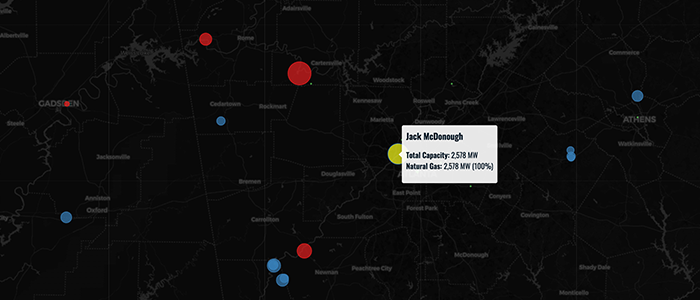 Adairsville
Gainesville
Albertville
Rome
Commerce
Cartersville
Woodstock
GADSDEN
Cedartown
Rockmart
Kennesaw
Roswell
Johns Creek
Steele
Marietta
Dunwoody
Lawrenceville
ATHENS
Jack McDonough
Watkinsville
Jacksonville
Total Capacity: 2,578 MW
Natural Gas: 2,578 MW (100%)
Douglasville
Bremen
Anniston
Oxford
East Point
Conyers
Forest Park
Carrollton
South Fulton
Covington
McDonough
Newnan
Peachtree City
Shady Dale
Monticello